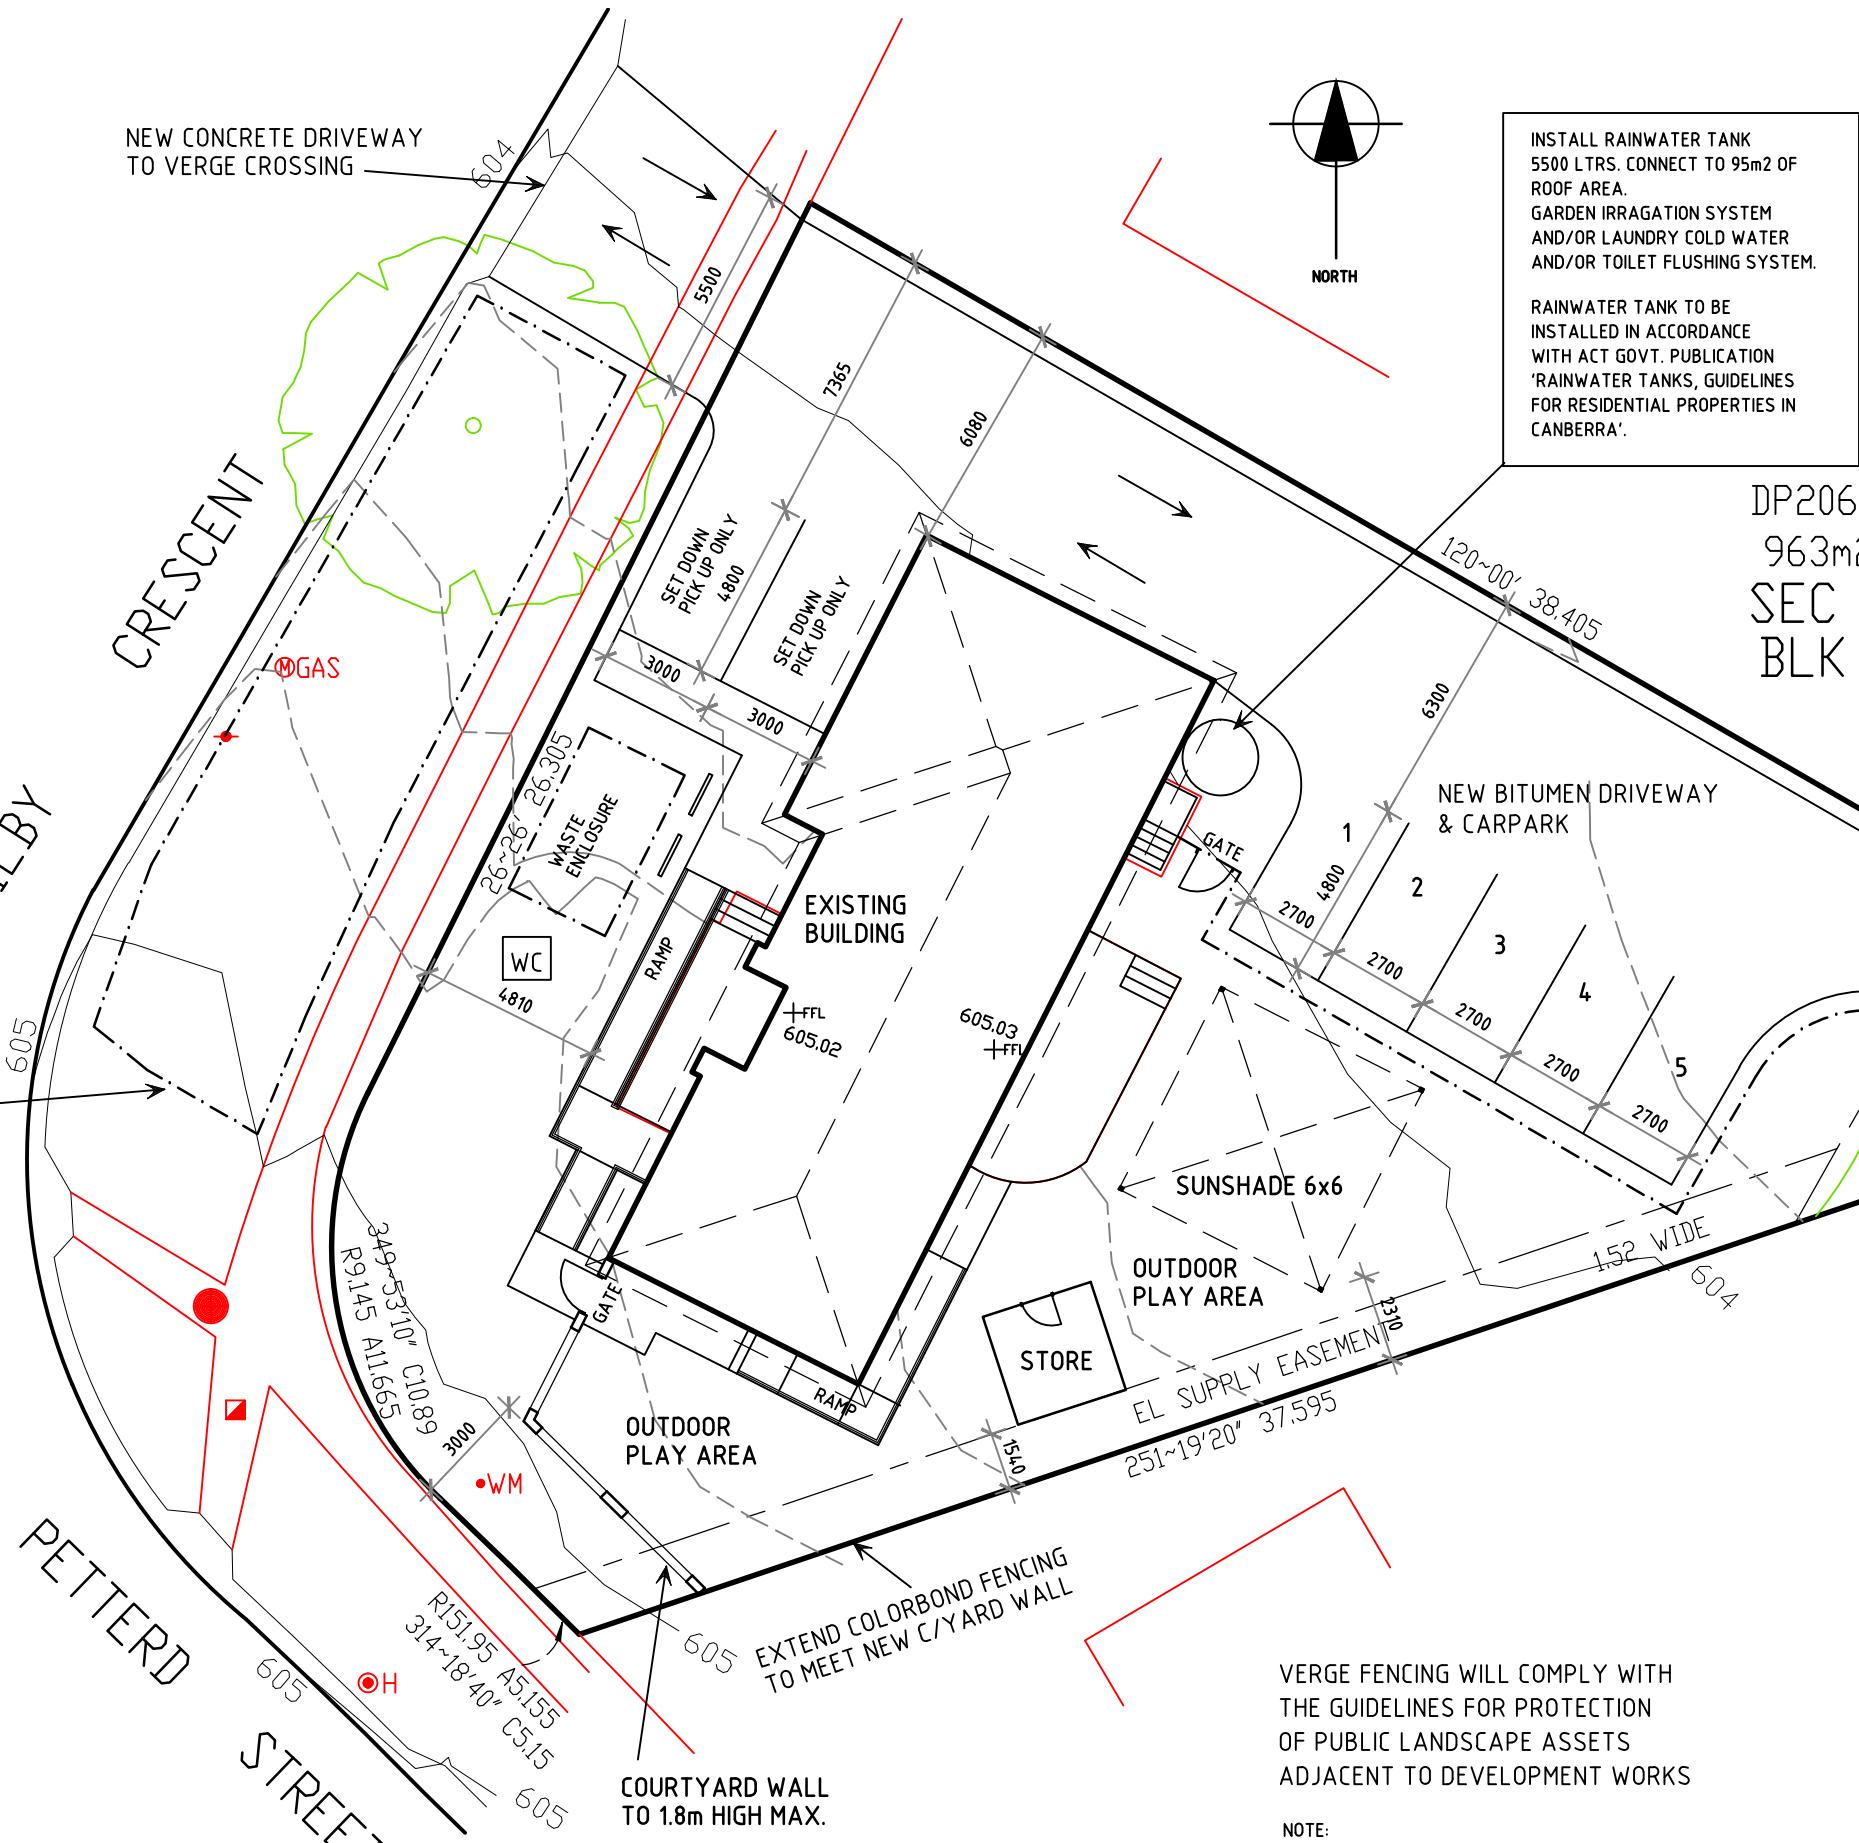 NEW CONCRETE DRIVEWAY
TO VERGE CROSSING
604
5500
7365
6080
NORTH
INSTALL RAINWATER TANK
5500 LTRS. CONNECT TO 95m2 OF
ROOF AREA.
GARDEN IRRAGATION SYSTEM
AND/OR LAUNDRY COLD WATER
AND/OR TOILET FLUSHING SYSTEM.
RAINWATER TANK TO BE
INSTALLED IN ACCORDANCE
WITH ACT GOVT. PUBLICATION
'RAINWATER TANKS, GUIDELINES
FOR RESIDENTIAL PROPERTIES IN
CANBERRA'.
DP206
963m2
SEC
BLK
120~00' 38.405
CRESCENT
SET DOWN
PICK UP ONLY
4800
SET DOWN
PICK UP ONLY
3000
3000
M GAS
6300
NEW BITUMEN DRIVEWAY
& CARPARK
26~26' 26.305
WASTE
ENCLOSURE
GATE
1
2
3
4
5
4800
2700
2700
2700
2700
2700
EXISTING
BUILDING
RAMP
WC
4810
FFL
605.02
605.03
FFL
605
SUNSHADE 6x6
OUTDOOR
PLAY AREA
1.52 WIDE
604
2310
STORE
EL SUPPLY EASEMENT
251~19'20" 37.595
1540
349~53'10" C10.89
R9.145 A11.665
GATE
RAMP
3000
OUTDOOR
PLAY AREA
WM
PETTERD
STREET
R151.95 A5.155
314~18'40" C5.15
H
605
605
605
EXTEND COLORBOND FENCING
TO MEET NEW C/YARD WALL
COURTYARD WALL
TO 1.8m HIGH MAX.
VERGE FENCING WILL COMPLY WITH
THE GUIDELINES FOR PROTECTION
OF PUBLIC LANDSCAPE ASSETS
ADJACENT TO DEVELOPMENT WORKS
NOTE: